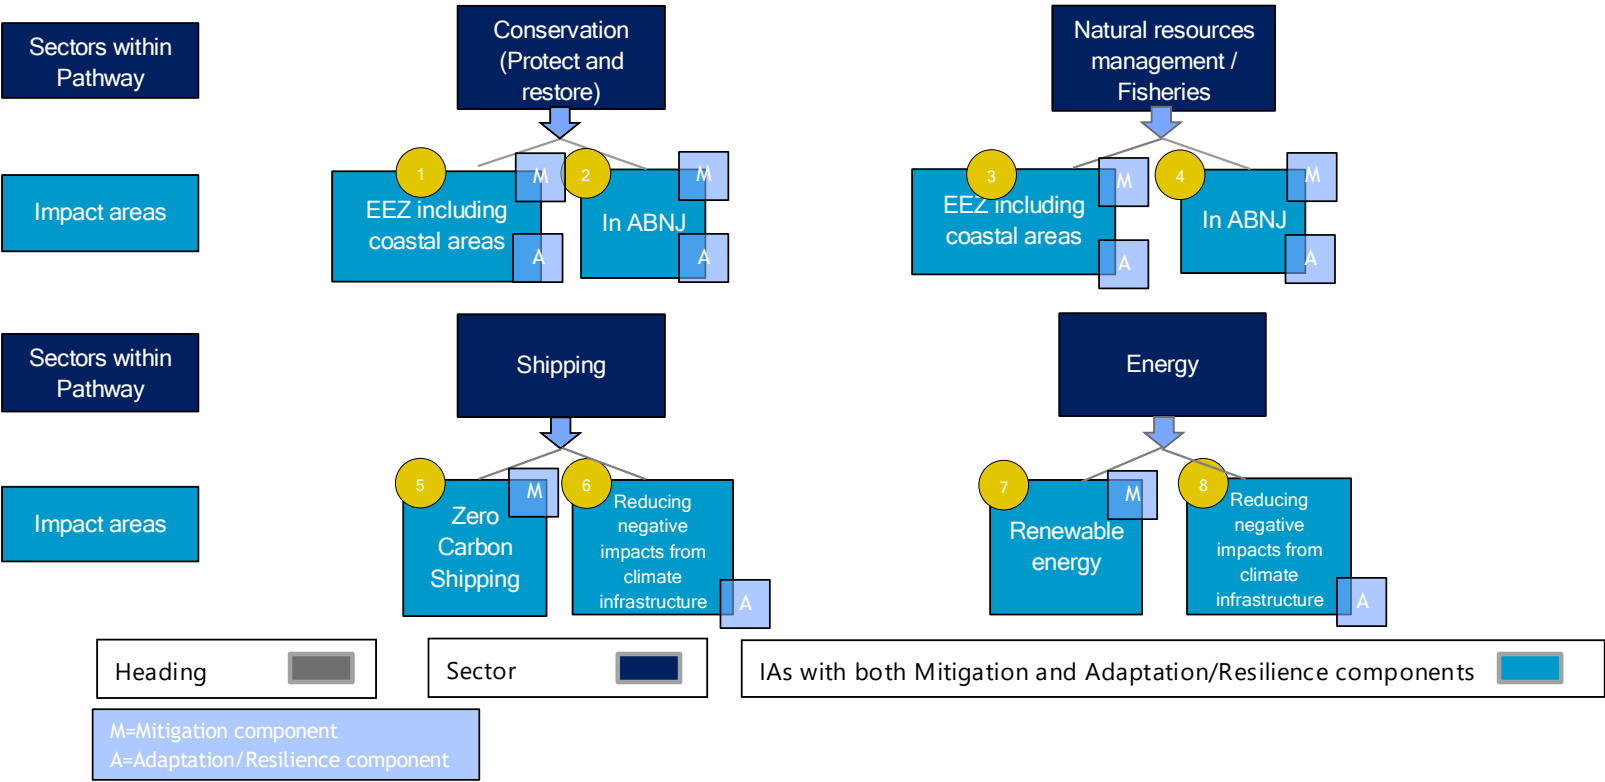 Sectors within
Pathway
Conservation
(Protect and
restore)
Natural resources
management /
Fisheries
Impact areas
1
M
EEZ including
coastal areas
A
2
M
In ABNJ
A
3
M
EEZ including
coastal areas
A
4
M
In ABNJ
A
Sectors within
Pathway
Shipping
Energy
Impact areas
5
M
Zero
Carbon
Shipping
6
Reducing
negative
impacts from
climate
infrastructure
A
7
M
Renewable
energy
8
Reducing
negative
impacts from
climate
infrastructure
A
Heading
Sector
IAs with both Mitigation and Adaptation/Resilience components
M=Mitigation component
A=Adaptation/Resilience component